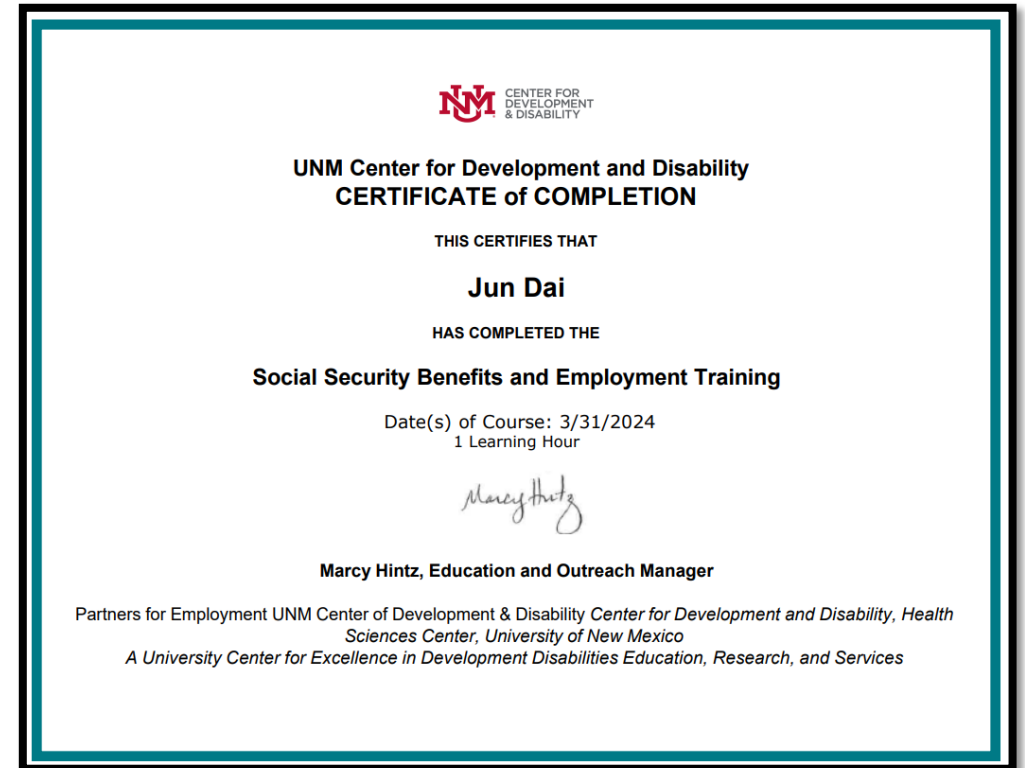 UNM CENTER FOR
DEVELOPMENT
& DISABILITY
UNM Center for Development and Disability
CERTIFICATE of COMPLETION
THIS CERTIFIES THAT
Jun Dai
HAS COMPLETED THE
Social Security Benefits and Employment Training
Date(s) of Course: 3/31/2024
1 Learning Hour
Marcy Hintz
Marcy Hintz, Education and Outreach Manager
Partners for Employment UNM Center of Development & Disability Center for Development and Disability, Health
Sciences Center, University of New Mexico
A University Center for Excellence in Development Disabilities Education, Research, and Services